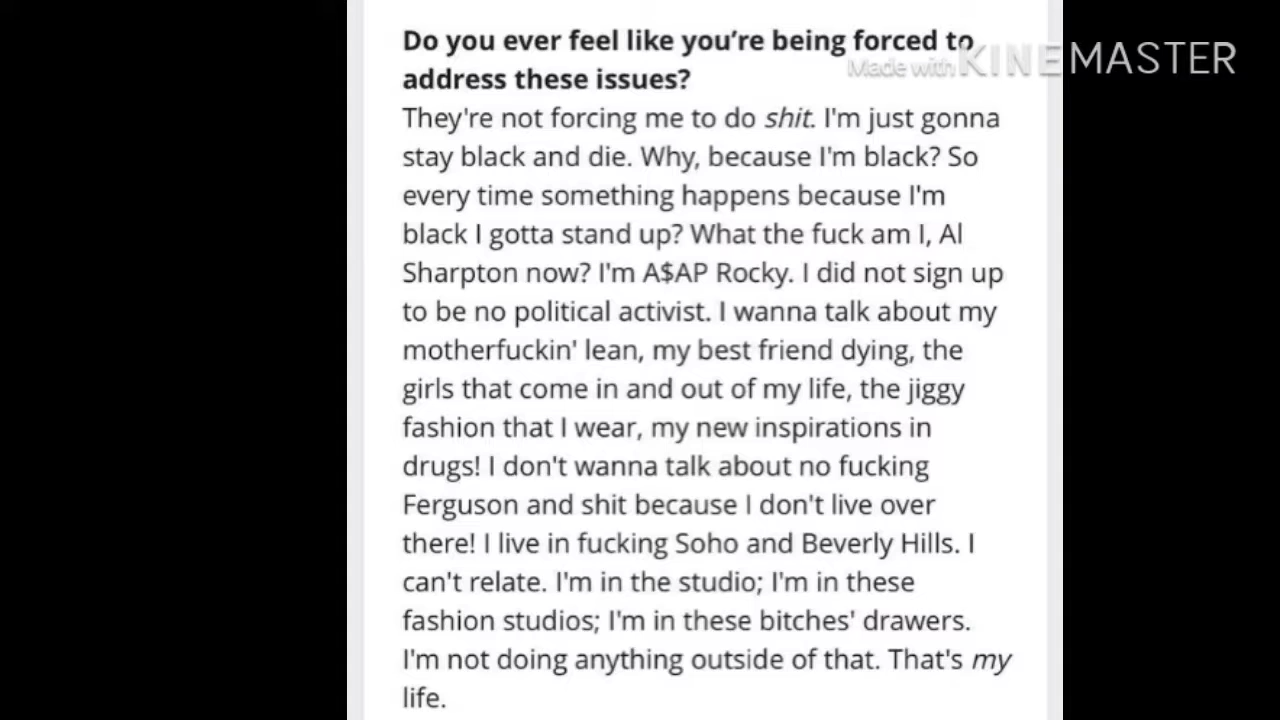 Do you ever feel like you're being forced to
address these issues?
Made with KINEMASTER
They're not forcing me to do shit. I'm just gonna
stay black and die. Why, because I'm black? So
every time something happens because I'm
black I gotta stand up? What the fuck am I, Al
Sharpton now? I'm A$AP Rocky. I did not sign up
to be no political activist. I wanna talk about my
motherfuckin' lean, my best friend dying, the
girls that come in and out of my life, the jiggy
fashion that I wear, my new inspirations in
drugs! I don't wanna talk about no fucking
Ferguson and shit because I don't live over
there! I live in fucking Soho and Beverly Hills. I
can't relate. I'm in the studio; I'm in these
fashion studios; I'm in these bitches' drawers.
I'm not doing anything outside of that. That's my
life.